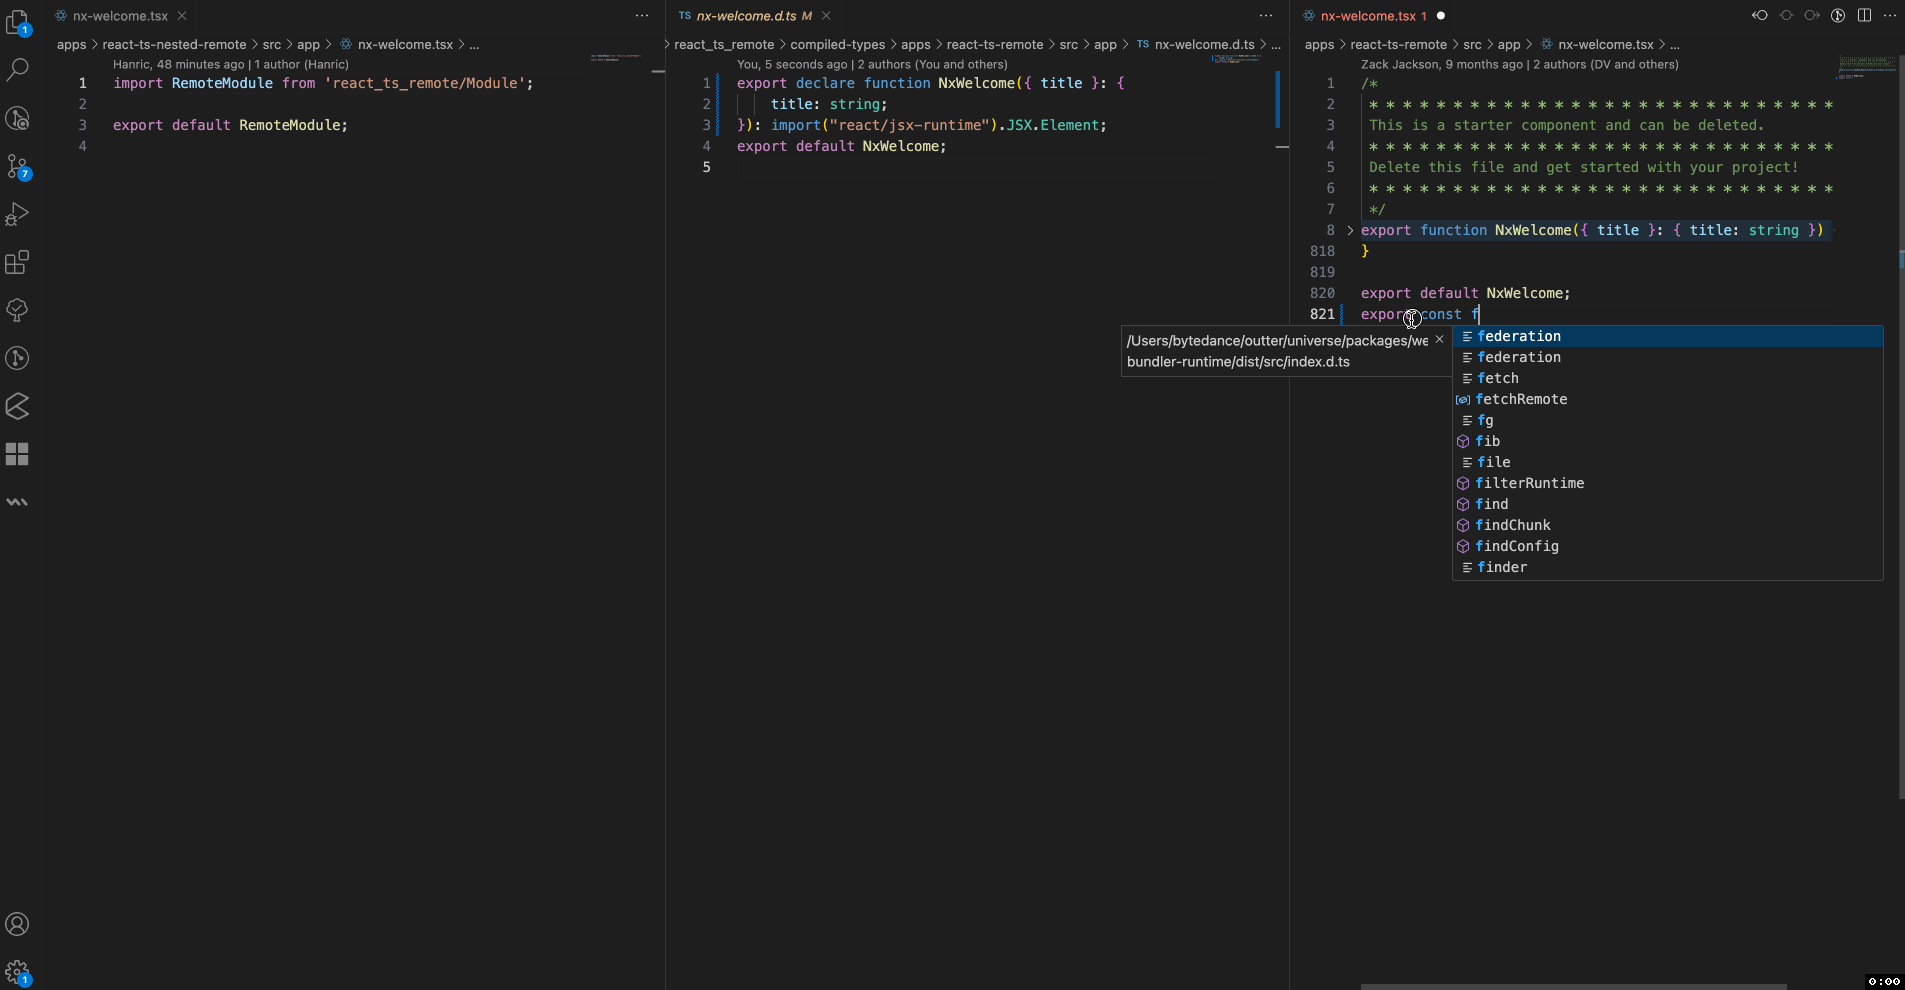 nx-welcome.tsx
apps > react-ts-nested-remote > src > app > nx-welcome.tsx > ...
Hanric, 48 minutes ago | 1 author (Hanric)
1 import RemoteModule from 'react_ts_remote/Module';
2
3 export default RemoteModule;
4
TS nx-welcome.d.ts M
> react_ts_remote > compiled-types > apps > react-ts-remote > src > app > TS nx-welcome.d.ts > ...
You, 5 seconds ago | 2 authors (You and others)
1 export declare function NxWelcome({ title }: {
2 title: string;
3 }): import("react/jsx-runtime").JSX.Element;
4 export default NxWelcome;
5
nx-welcome.tsx 1
apps > react-ts-remote > src > app > nx-welcome.tsx > ...
Zack Jackson, 9 months ago | 2 authors (DV and others)
1 /*
2 * * * * * * * * * * * * * * * * * * * * * * * * * * * *
3 This is a starter component and can be deleted.
4 * * * * * * * * * * * * * * * * * * * * * * * * * * * *
5 Delete this file and get started with your project!
6 * * * * * * * * * * * * * * * * * * * * * * * * * * * *
7 */
8 > export function NxWelcome({ title }: { title: string })
818 }
819
820 export default NxWelcome;
821 export const f
/Users/bytedance/outter/universe/packages/we
bundler-runtime/dist/src/index.d.ts
federation
federation
fetch
fetchRemote
fg
fib
file
filterRuntime
find
findChunk
findConfig
finder
1
7
1
0:00